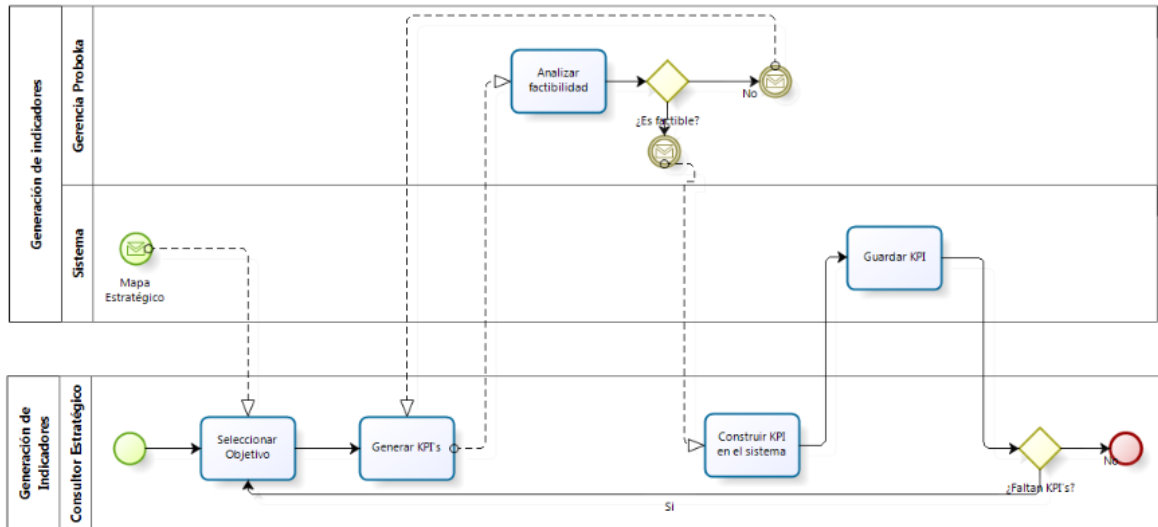 Generación de indicadores
Gerencia Proboka
Analizar
factibilidad
No
¿Es factible?
Sistema
Mapa
Estratégico
Guardar KPI
Generación de
Indicadores
Consultor Estratégico
Seleccionar
Objetivo
Generar KPI's
Construir KPI
en el sistema
No
¿Faltan KPI's?
Si